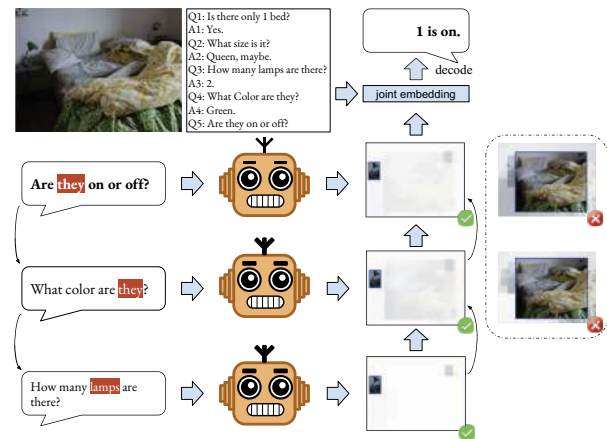 Q1: Is there only 1 bed?
A1: Yes.
Q2: What size is it?
A2: Queen, maybe.
Q3: How many lamps are there?
A3: 2.
Q4: What Color are they?
A4: Green.
Q5: Are they on or off?
1 is on.
decode
joint embedding
Are they on or off?
What color are they?
How many lamps are
there?